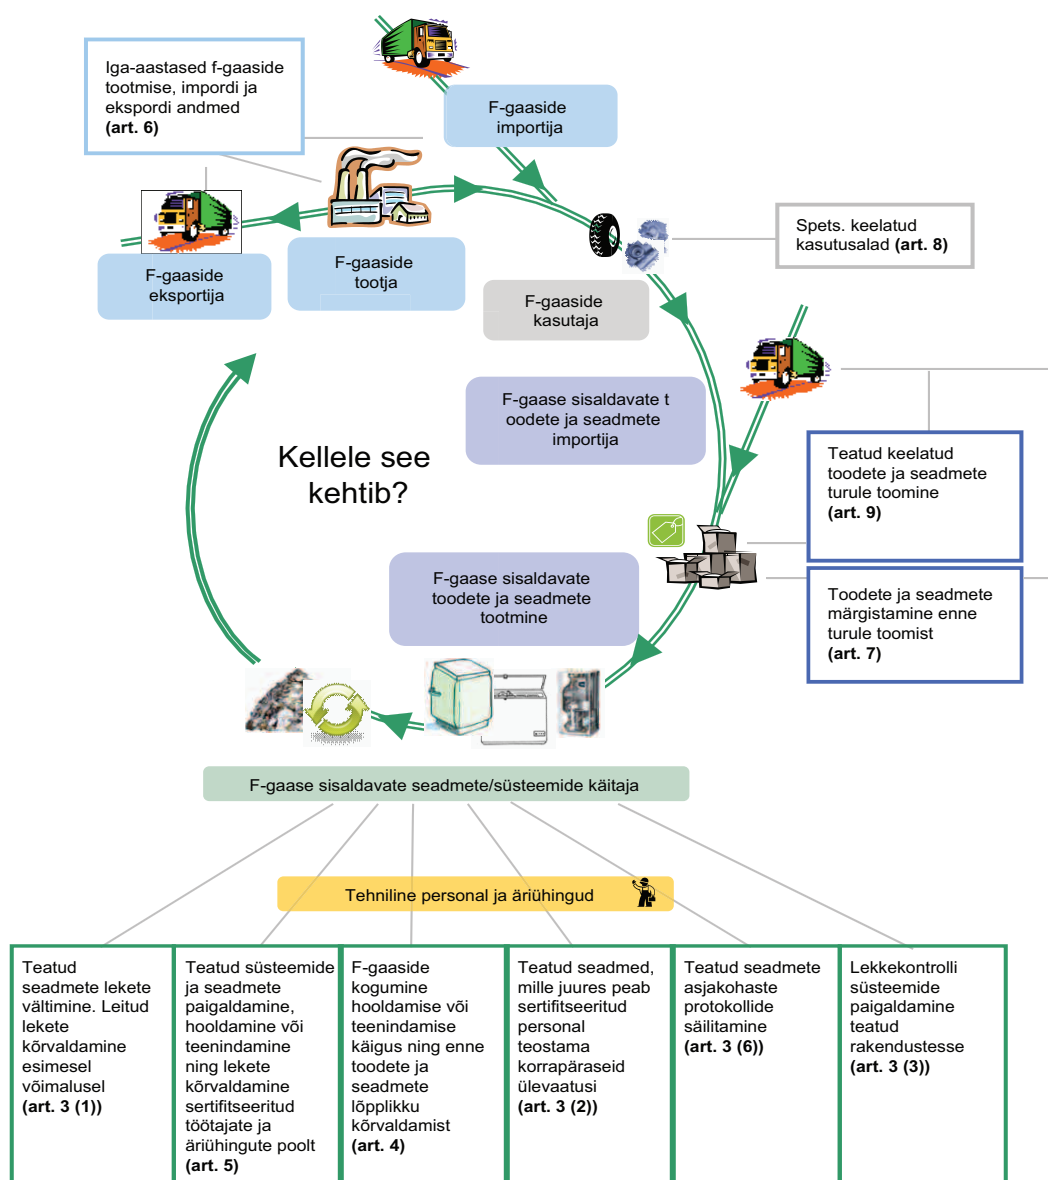 Iga-aastased f-gaaside
tootmise, impordi ja
ekspordi andmed
(art. 6)
F-gaaside
importija
F-gaaside
eksportija
F-gaaside
tootja
Spets. keelatud
kasutusalad (art. 8)
F-gaaside
kasutaja
F-gaase sisaldavate t
oodete ja seadmete
importija
Kellele see
kehtib?
Teatud keelatud
toodete ja seadmete
turule toomine
(art. 9)
F-gaase sisaldavate
toodete ja seadmete
tootmine
Toodete ja seadmete
märgistamine enne
turule toomist
(art. 7)
F-gaase sisaldavate seadmete/süsteemide käitaja
Tehniline personal ja äriühingud
Teatud
seadmete lekete
vältimine. Leitud
lekete
kõrvaldamine
esimesel
võimalusel
(art. 3 (1))
Teatud süsteemide
ja seadmete
paigaldamine,
hooldamine või
teenindamine
ning lekete
kõrvaldamine
sertifitseeritud
töötajate ja
äriühingute poolt
(art. 5)
F-gaaside
kogumine
hooldamise või
teenindamise
käigus ning enne
toodete ja
seadmete
lõpplikku
kõrvaldamist
(art. 4)
Teatud seadmed,
mille juures peab
sertifitseeritud
personal
teostama
korrapäraseid
ülevaatusi
(art. 3 (2))
Teatud seadmete
asjakohaste
protokollide
säilitamine
(art. 3 (6))
Lekkekontrolli
süsteemide
paigaldamine
teatud
rakendustesse
(art. 3 (3))